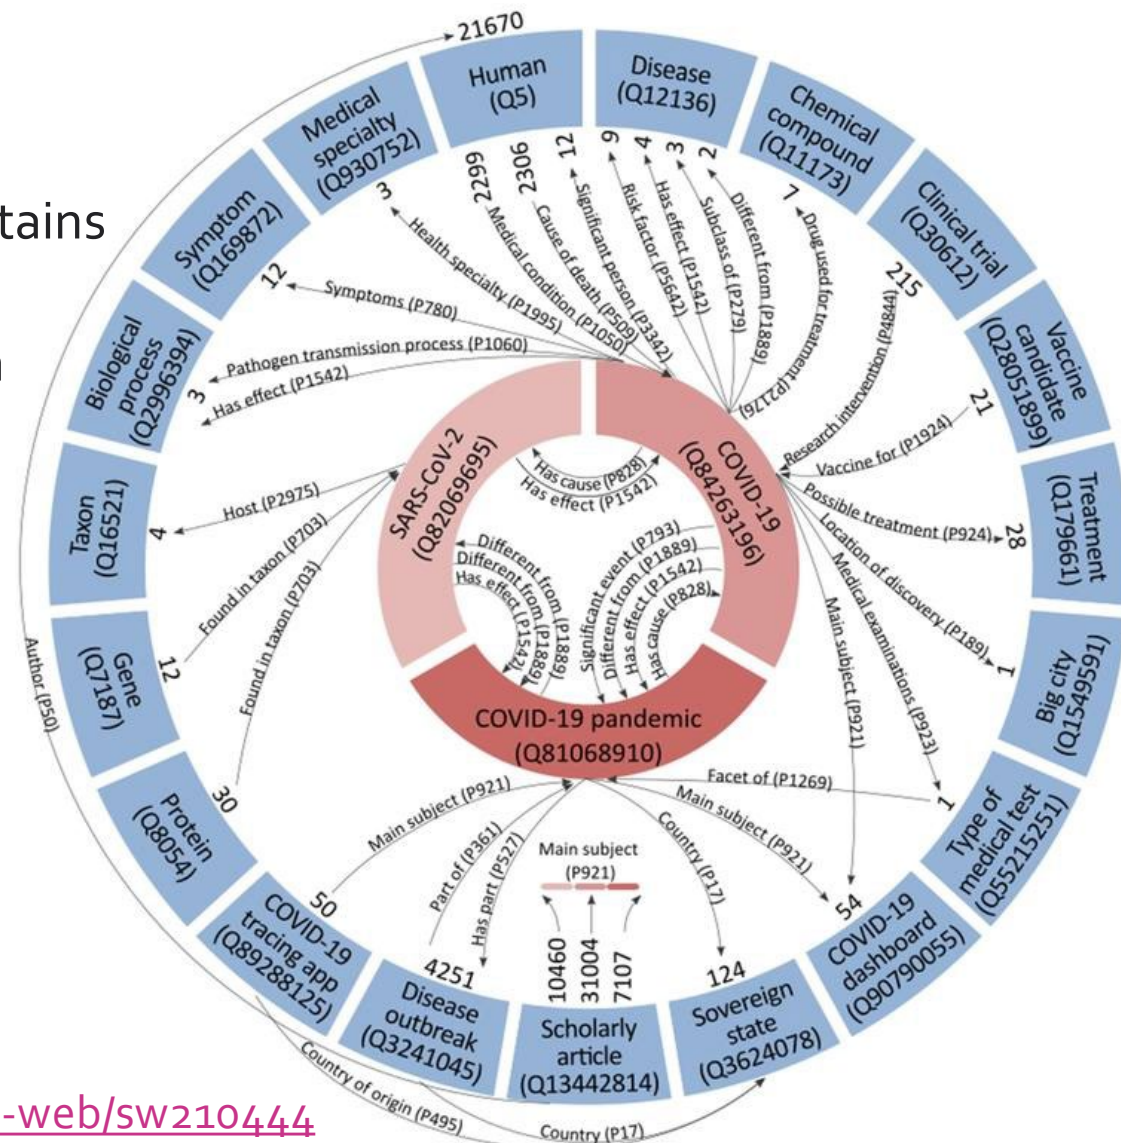 21670
Human
(Q5)
Disease
(Q12136)
Chemical
compound
(Q11173)
Clinical trial
(Q30612)
Vaccine
candidate
(Q28051899)
Treatment
(Q179661)
Big city
(Q1549591)
Type of
medical test
(Q55215251)
COVID-19
dashboard
(Q90790055)
Sovereign
state
(Q3624078)
Scholarly
article
(Q13442814)
Disease
outbreak
(Q3241045)
COVID-19
tracing app
(Q89288125)
Protein
(Q8054)
Gene
(Q7187)
Taxon
(Q16521)
Biological
process
(Q2996394)
Symptom
(Q169872)
Medical
specialty
(Q930752)
tains
3
Health specialty (P1995)
2299
Medical condition (P1050)
2306
Cause of death (P509)
12
Significant person (P3342)
9
Risk factor (P5642)
4
Has effect (P1542)
3
Subclass of (P279)
2
Different from (P1889)
7
Drug used for treatment (P2176)
215
Research intervention (P4844)
21
Vaccine for (P1924)
28
Possible treatment (P924)
1
Location of discovery (P189)
1
Medical examinations (P923)
Main subject (P921)
54
Main subject (P921)
Facet of (P1269)
124
Country (P17)
Main subject
(P921)
10460
31004
7107
4251
Has part (P527)
Part of (P361)
50
Main subject (P921)
30
Found in taxon (P703)
12
Found in taxon (P703)
4
Host (P2975)
3
Has effect (P1542)
Pathogen transmission process (P1060)
12
Symptoms (P780)
SARS-CoV-2
(Q82069695)
COVID-19
(Q84263196)
COVID-19 pandemic
(Q81068910)
Has cause (P828)
Has effect (P1542)
Different from (P1889)
Different from (P1889)
Has effect (P1542)
Significant event (P793)
Different from (P1889)
Has effect (P1542)
Has cause (P828)
Author (P50)
Country of origin (P495)
Country (P17)
-web/sw210444